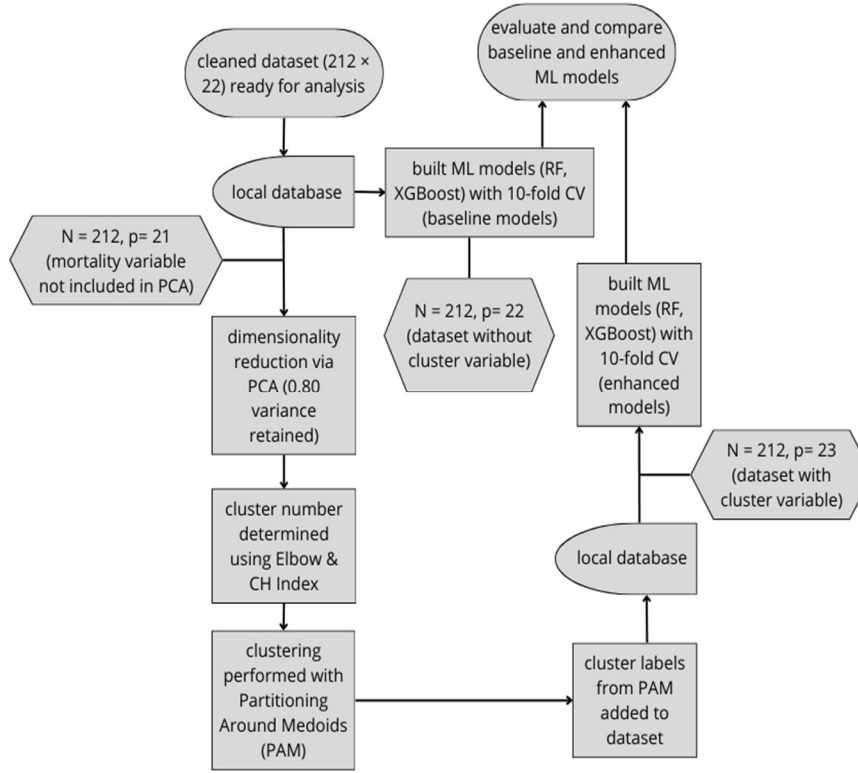 cleaned dataset (212 ×
22) ready for analysis
local database
N = 212, p= 21
(mortality variable
not included in PCA)
built ML models (RF,
XGBoost) with 10-fold CV
(baseline models)
N = 212, p= 22
(dataset without
cluster variable)
evaluate and compare
baseline and enhanced
ML models
dimensionality
reduction via
PCA (0.80
variance
retained)
cluster number
determined
using Elbow &
CH Index
clustering
performed with
Partitioning
Around Medoids
(PAM)
cluster labels
from PAM
added to
dataset
local database
N = 212, p= 23
(dataset with
cluster variable)
built ML
models (RF,
XGBoost) with
10-fold CV
(enhanced
models)